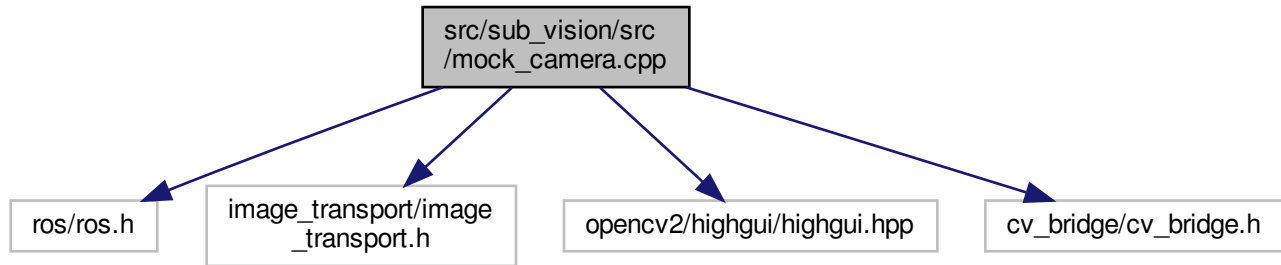 src/sub_vision/src
/mock_camera.cpp
ros/ros.h
image_transport/image
_transport.h
opencv2/highgui/highgui.hpp
cv_bridge/cv_bridge.h